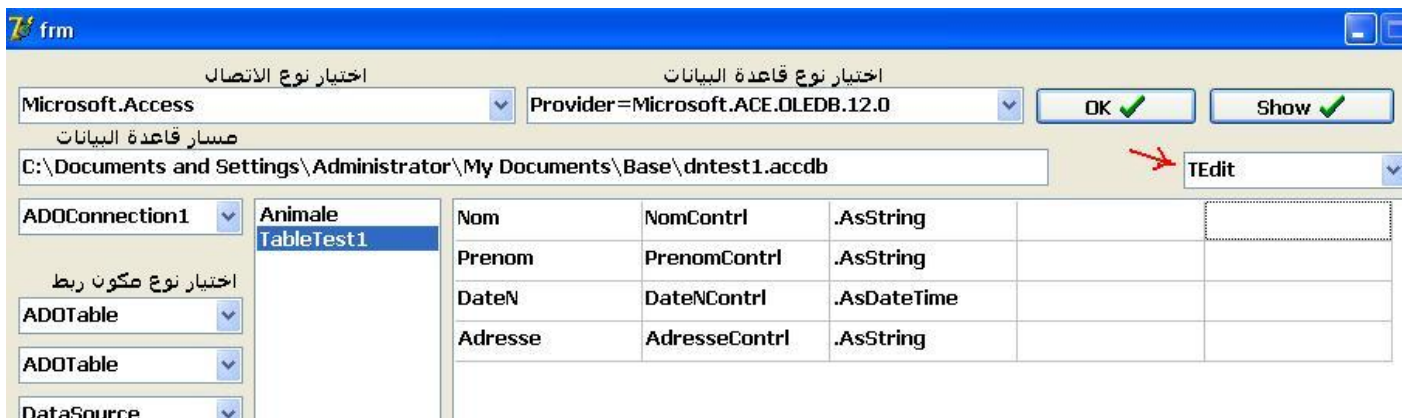 frm
اختيار نوع الاتصال
اختيار نوع قاعدة البيانات
Microsoft.Access
Provider=Microsoft.ACE.OLEDB.12.0
OK
Show
مسار قاعدة البيانات
C:\Documents and Settings\Administrator\My Documents\Base\dntest1.accdb
TEdit
ADOConnection1
Animale
TableTest1
Nom NomContrl .AsString
Prenom PrenomContrl .AsString
DateN DateNContrl .AsDateTime
Adresse AdresseContrl .AsString
اختيار نوع مكون ربط
ADOTable
ADOTable
DataSource